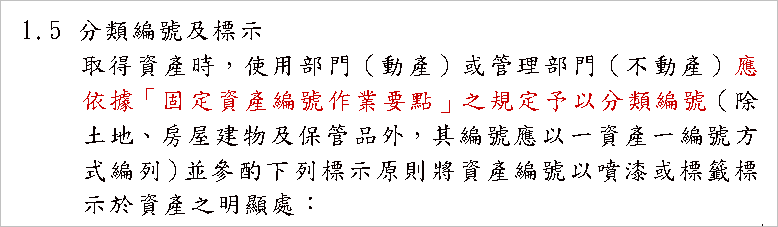 1.5 分類編號及標示
取得資產時，使用部門（動產）或管理部門（不動產）應
依據「固定資產編號作業要點」之規定予以分類編號（除
土地、房屋建物及保管品外，其編號應以一資產一編號方
式編列）並參酌下列標示原則將資產編號以噴漆或標籤標
示於資產之明顯處：